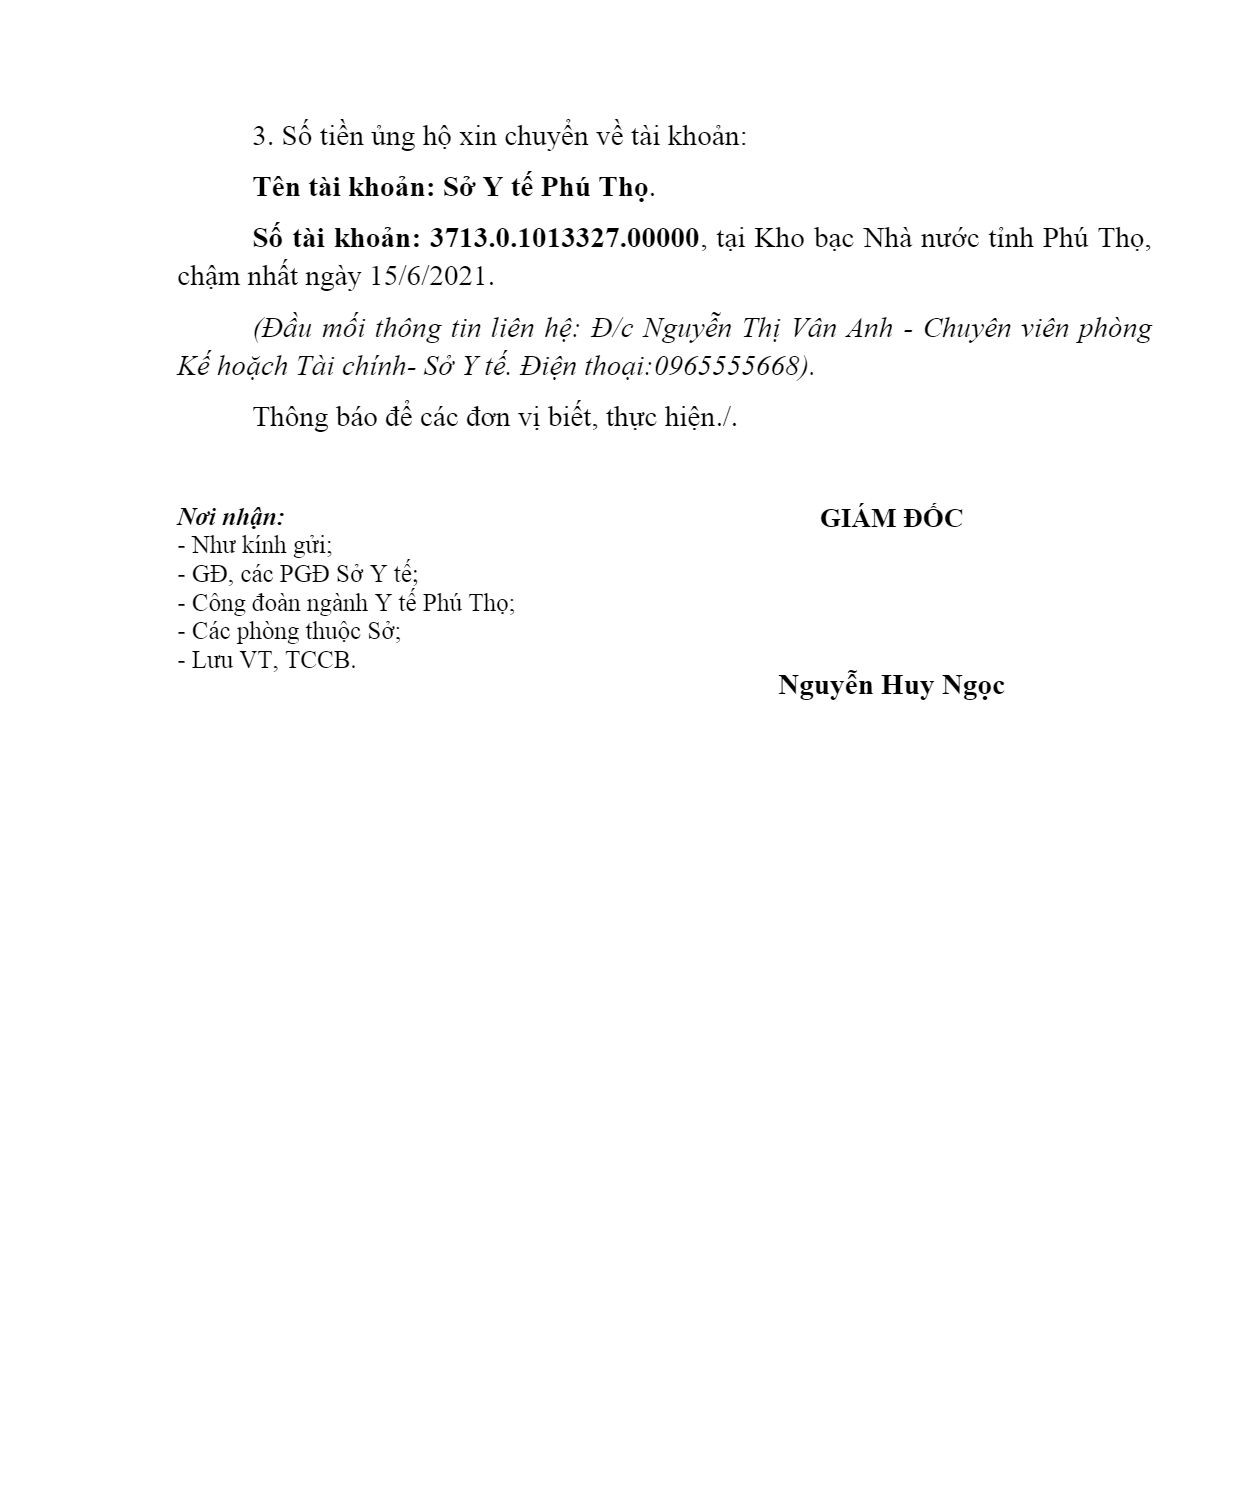 3. Số tiền ủng hộ xin chuyển về tài khoản:
Tên tài khoản: Sở Y tế Phú Thọ.
Số tài khoản: 3713.0.1013327.00000, tại Kho bạc Nhà nước tỉnh Phú Thọ,
chậm nhất ngày 15/6/2021.
(Đầu mối thông tin liên hệ: Đ/c Nguyễn Thị Vân Anh - Chuyên viên phòng
Kế hoặch Tài chính- Sở Y tế. Điện thoại:0965555668).
Thông báo để các đơn vị biết, thực hiện./.
Nơi nhận:
- Như kính gửi;
- GĐ, các PGĐ Sở Y tế;
- Công đoàn ngành Y tế Phú Thọ;
- Các phòng thuộc Sở;
- Lưu VT, TCCB.
GIÁM ĐỐC
Nguyễn Huy Ngọc